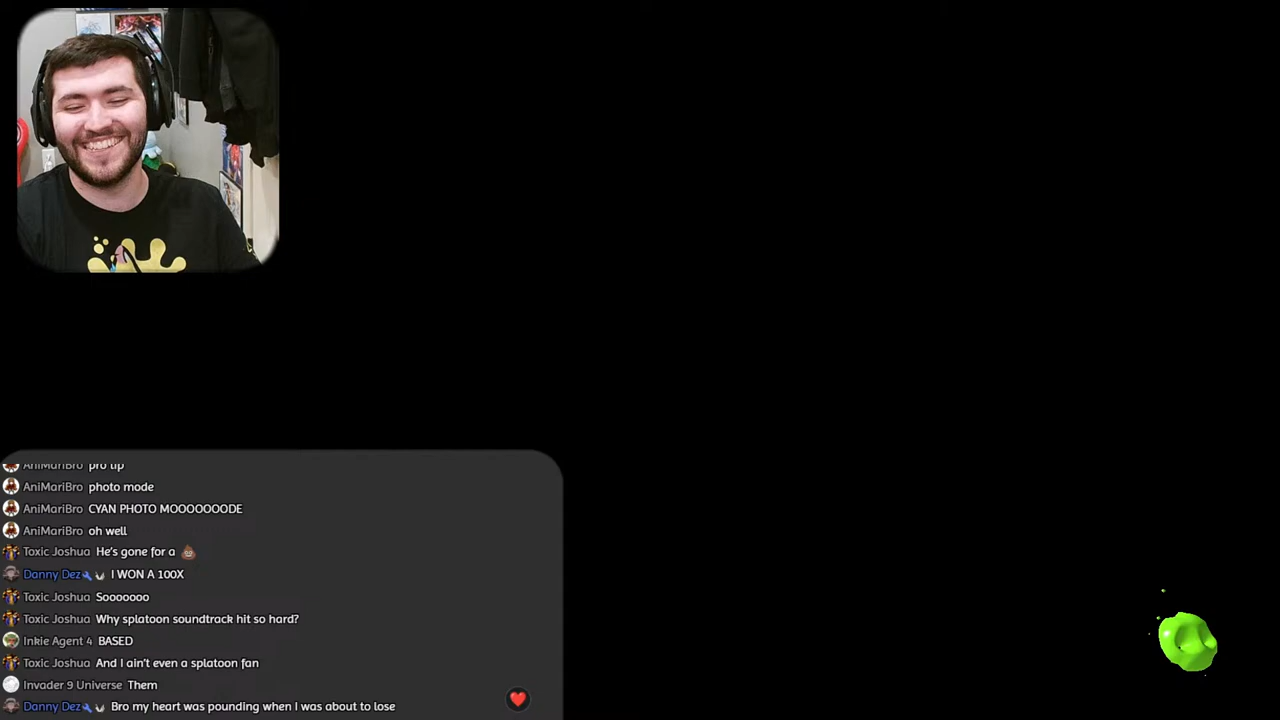 AniMariBro pro tip
AniMariBro photo mode
AniMariBro CYAN PHOTO MOOOOOOODE
AniMariBro oh well
Toxic Joshua He's gone for a 💩
Danny Dez I WON A 100X
Toxic Joshua Sooooooo
Toxic Joshua Why splatoon soundtrack hit so hard?
Inkie Agent 4 BASED
Toxic Joshua And I ain't even a splatoon fan
Invader 9 Universe Them
Danny Dez Bro my heart was pounding when I was about to lose